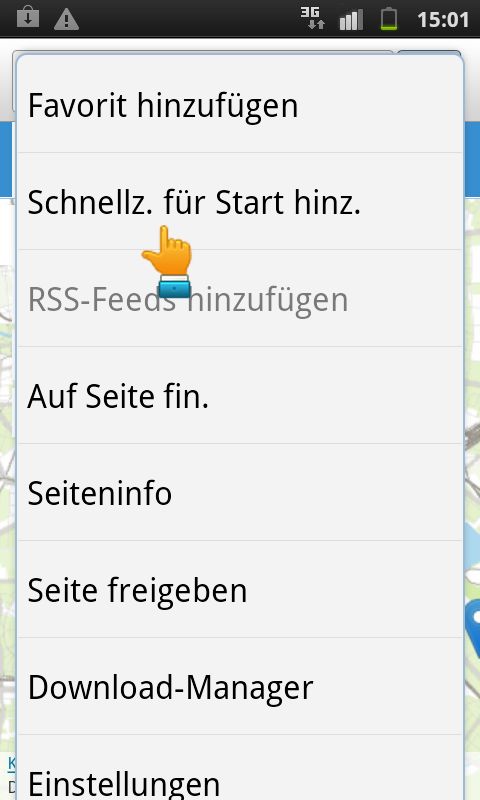 3G 15:01
Favorit hinzufügen
Schnellz. für Start hinz.
RSS-Feeds hinzufügen
Auf Seite fin.
Seiteninfo
Seite freigeben
Download-Manager
Einstellungen
K
D